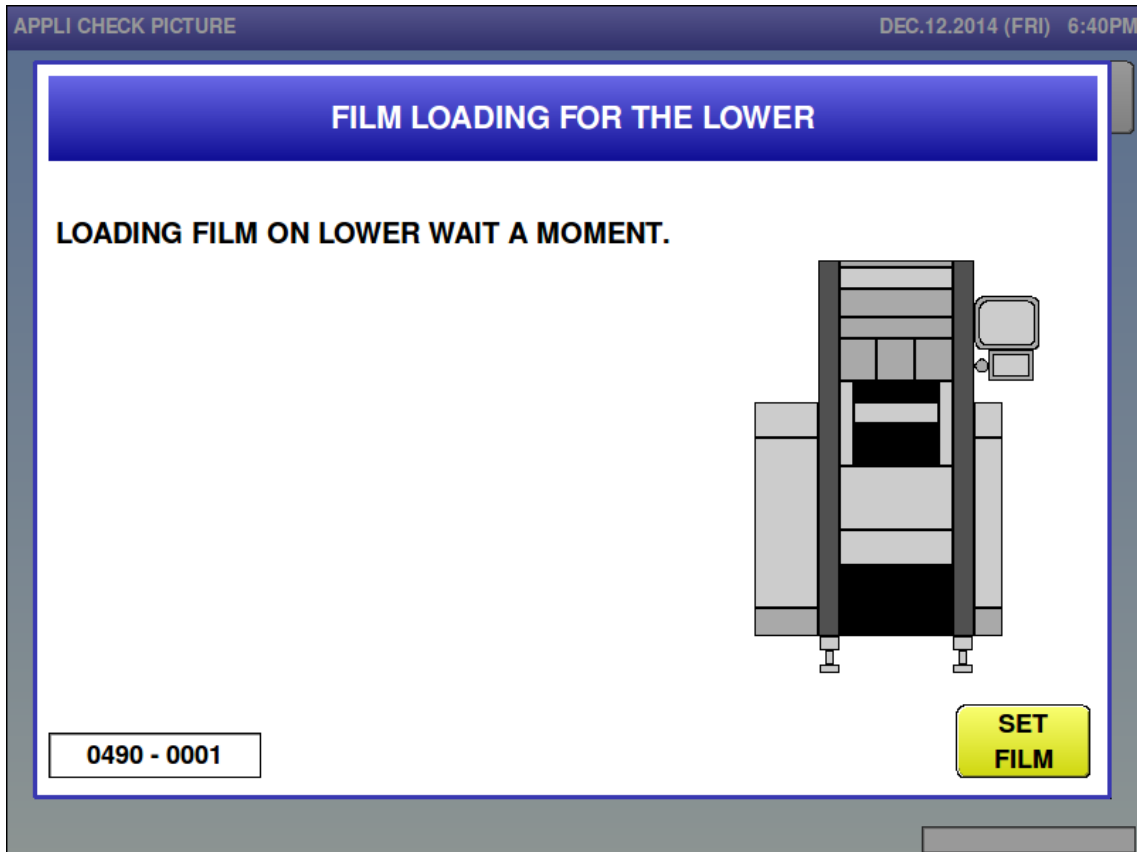 APPLI CHECK PICTURE DEC.12.2014 (FRI) 6:40PM
FILM LOADING FOR THE LOWER
LOADING FILM ON LOWER WAIT A MOMENT.
0490 - 0001
SET
FILM